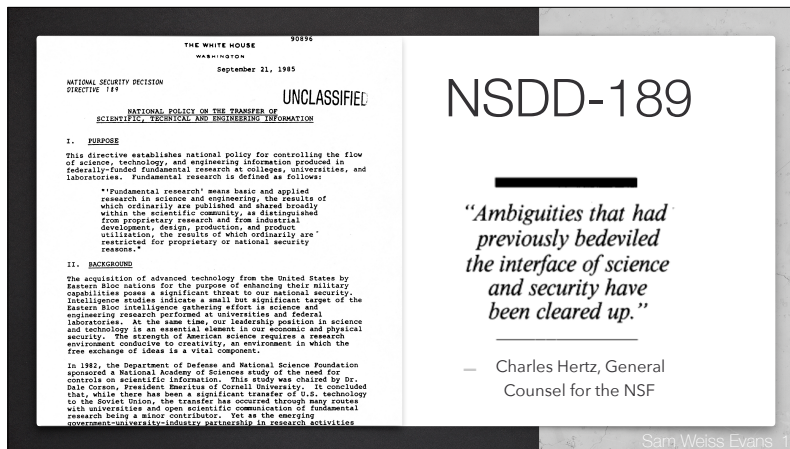 90896
THE WHITE HOUSE
WASHINGTON
September 21, 1985
NATIONAL SECURITY DECISION
DIRECTIVE 189
UNCLASSIFIED
NATIONAL POLICY ON THE TRANSFER OF
SCIENTIFIC, TECHNICAL AND ENGINEERING INFORMATION
I. PURPOSE
This directive establishes national policy for controlling the flow
of science, technology, and engineering information produced in
federally-funded fundamental research at colleges, universities, and
laboratories. Fundamental research is defined as follows:
"'Fundamental research' means basic and applied
research in science and engineering, the results of
which ordinarily are published and shared broadly
within the scientific community, as distinguished
from proprietary research and from industrial
development, design, production, and product
utilization, the results of which ordinarily are
restricted for proprietary or national security
reasons."
II. BACKGROUND
The acquisition of advanced technology from the United States by
Eastern Bloc nations for the purpose of enhancing their military
capabilities poses a significant threat to our national security.
Intelligence studies indicate a small but significant target of the
Eastern Bloc intelligence gathering effort is science and
engineering research performed at universities and federal
laboratories. At the same time, our leadership position in science
and technology is an essential element in our economic and physical
security. The strength of American science requires a research
environment conducive to creativity, an environment in which the
free exchange of ideas is a vital component.
In 1982, the Department of Defense and National Science Foundation
sponsored a National Academy of Sciences study of the need for
controls on scientific information. This study was chaired by Dr.
Dale Corson, President Emeritus of Cornell University. It concluded
that, while there has been a significant transfer of U.S. technology
to the Soviet Union, the transfer has occurred through many routes
with universities and open scientific communication of fundamental
research being a minor contributor. Yet as the emerging
government-university-industry partnership in research activities
NSDD-189
“Ambiguities that had
previously bedeviled
the interface of science
and security have
been cleared up.”
— Charles Hertz, General
Counsel for the NSF
Sam Weiss Evans 1